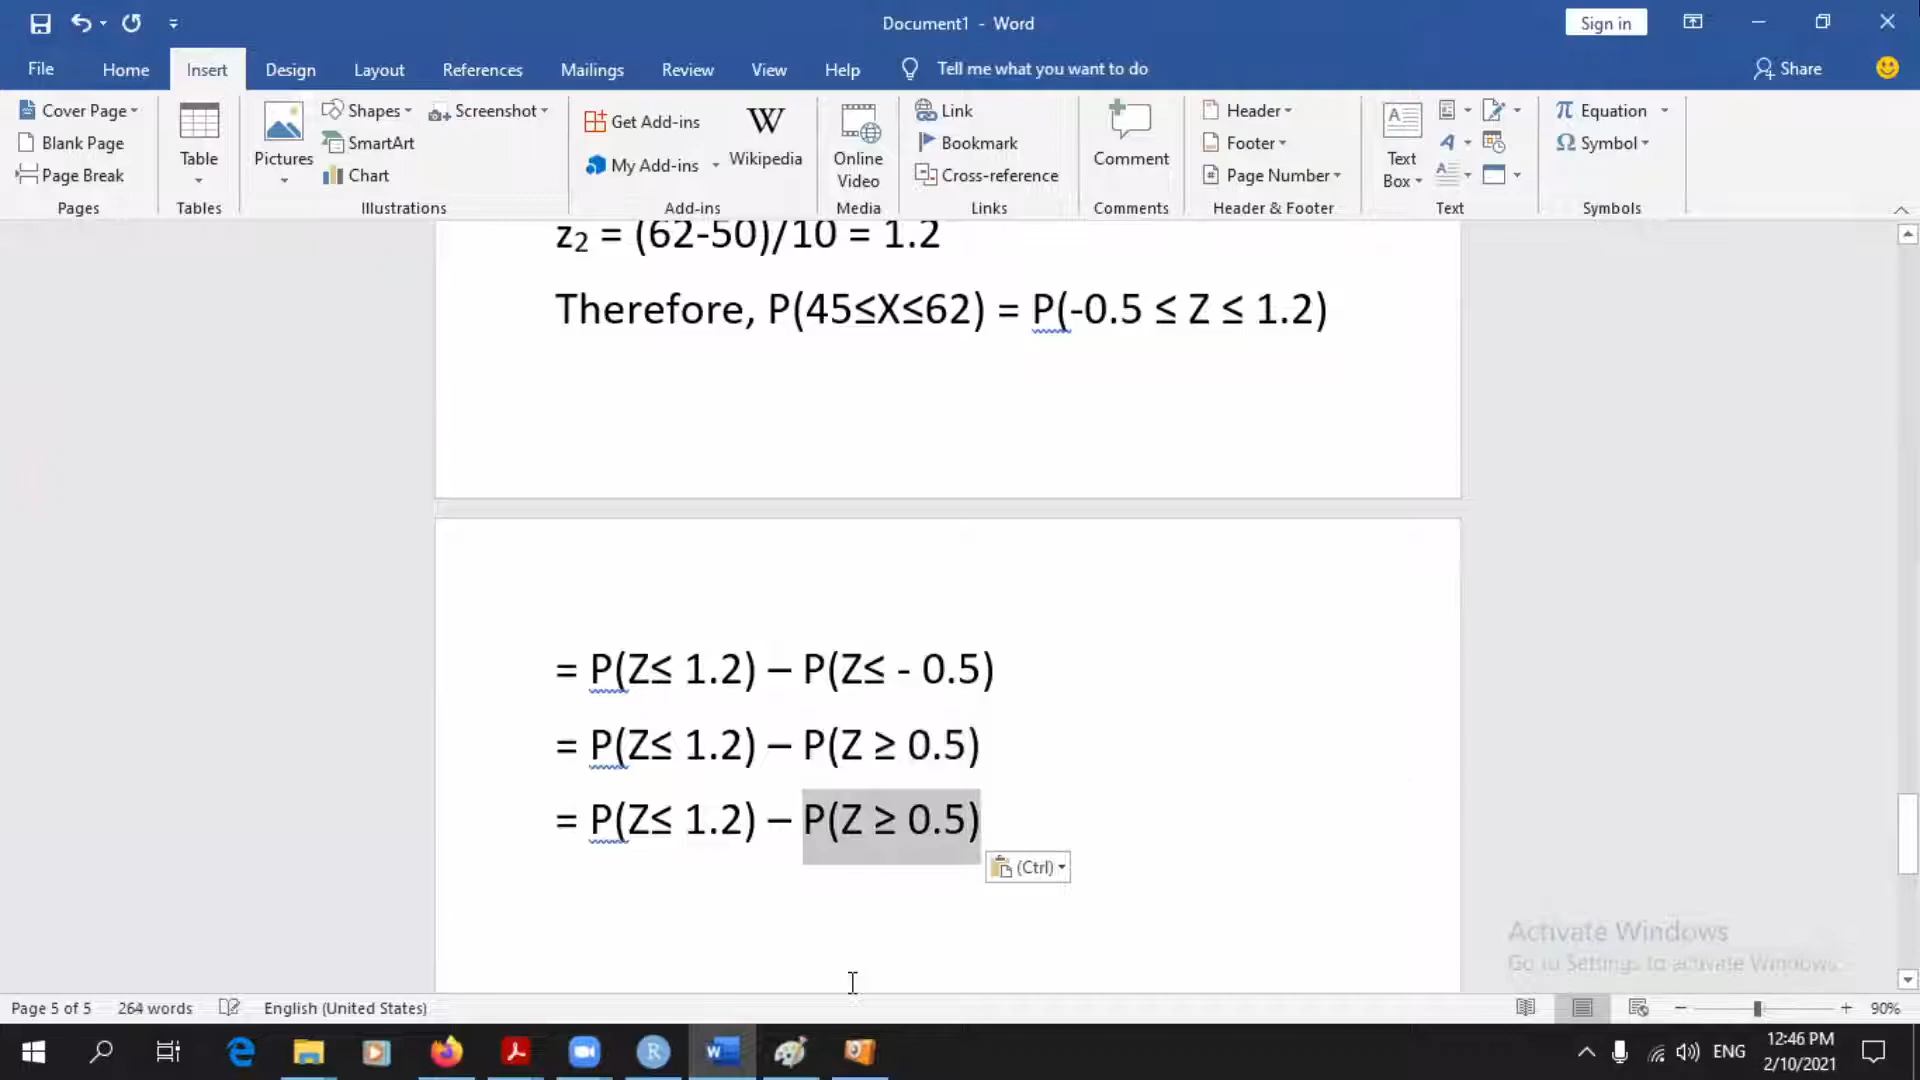 Document1 - Word
Sign in
File Home Insert Design Layout References Mailings Review View Help Tell me what you want to do Share
Cover Page
Blank Page
Page Break
Pages
Table
Tables
Pictures
Shapes
SmartArt
Chart
Screenshot
Illustrations
Get Add-ins
My Add-ins
W
Wikipedia
Add-ins
Online
Video
Media
Link
Bookmark
Cross-reference
Links
Comment
Comments
Header
Footer
Page Number
Header & Footer
Text
Box
Text
π Equation
Ω Symbol
Symbols
z₂ = (62-50)/10 = 1.2
Therefore, P(45≤X≤62) = P(-0.5 ≤ Z ≤ 1.2)
= P(Z≤ 1.2) – P(Z≤ - 0.5)
= P(Z≤ 1.2) – P(Z ≥ 0.5)
= P(Z≤ 1.2) – P(Z ≥ 0.5)
(Ctrl)
Activate Windows
Go to Settings to activate Windows.
Page 5 of 5 264 words English (United States) 90%
ENG
12:46 PM
2/10/2021